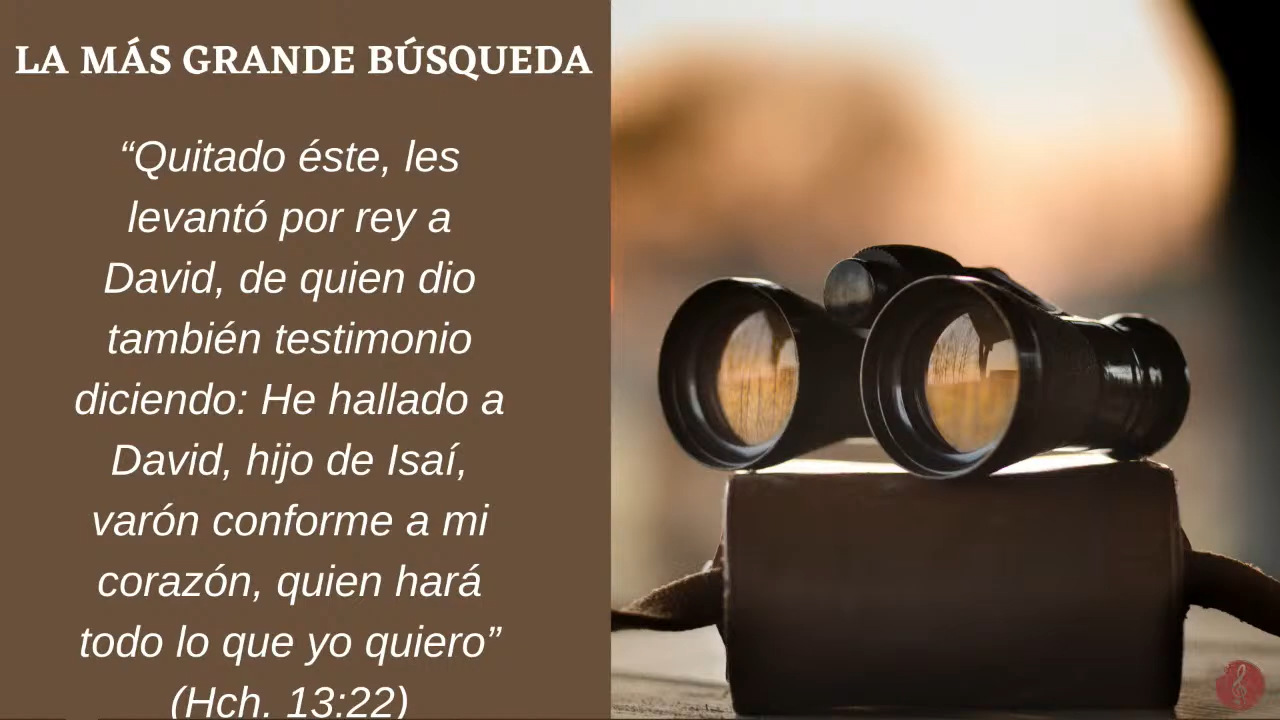 LA MÁS GRANDE BÚSQUEDA
“Quitado éste, les
levantó por rey a
David, de quien dio
también testimonio
diciendo: He hallado a
David, hijo de Isaí,
varón conforme a mi
corazón, quien hará
todo lo que yo quiero”
(Hch. 13:22)